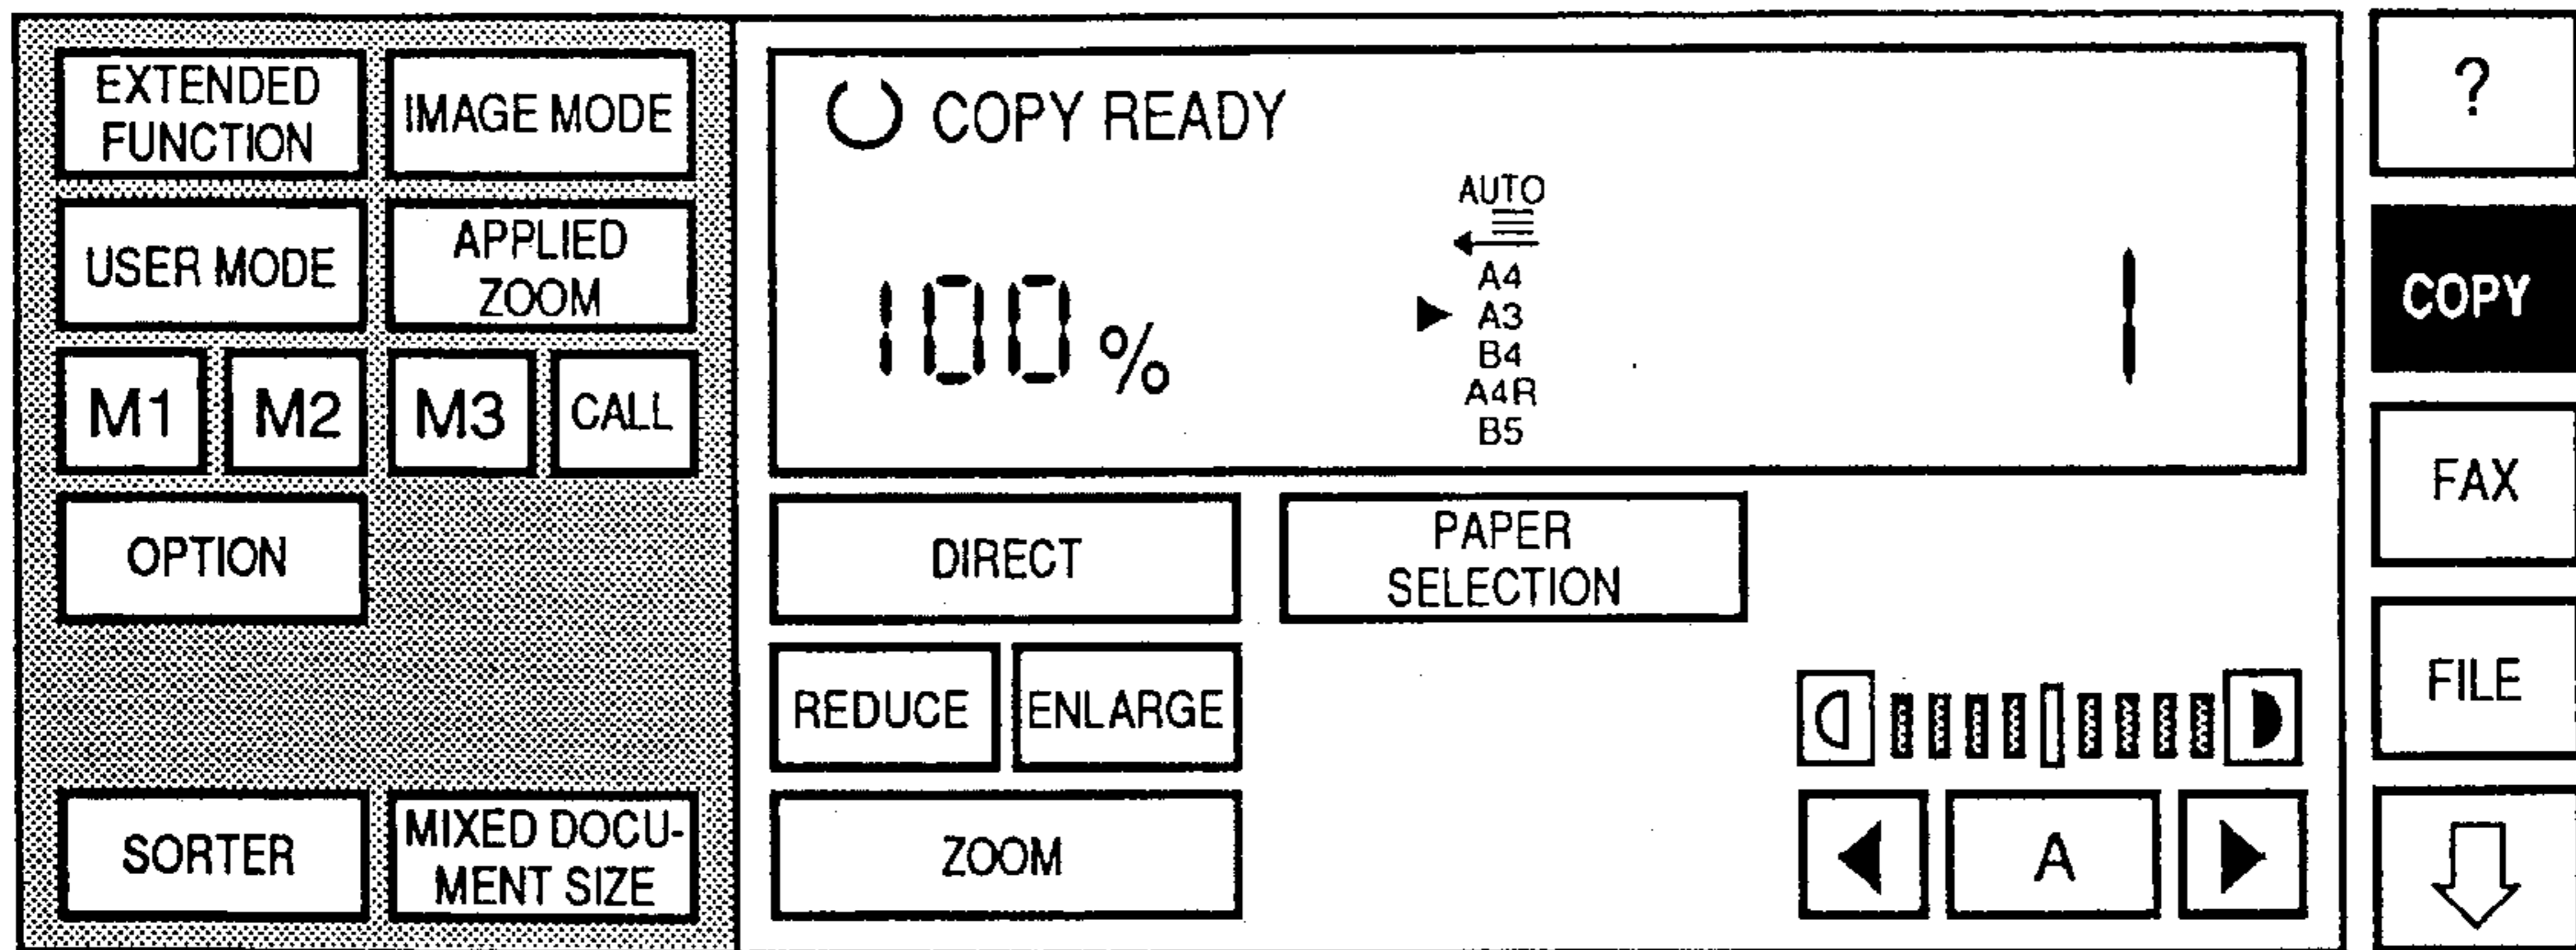 EXTENDED
FUNCTION
IMAGE MODE
USER MODE
APPLIED
ZOOM
M1
M2
M3
CALL
OPTION
SORTER
MIXED DOCU-
MENT SIZE
COPY READY
100%
AUTO
A4
A3
B4
A4R
B5
1
DIRECT
PAPER
SELECTION
REDUCE
ENLARGE
ZOOM
A
?
COPY
FAX
FILE